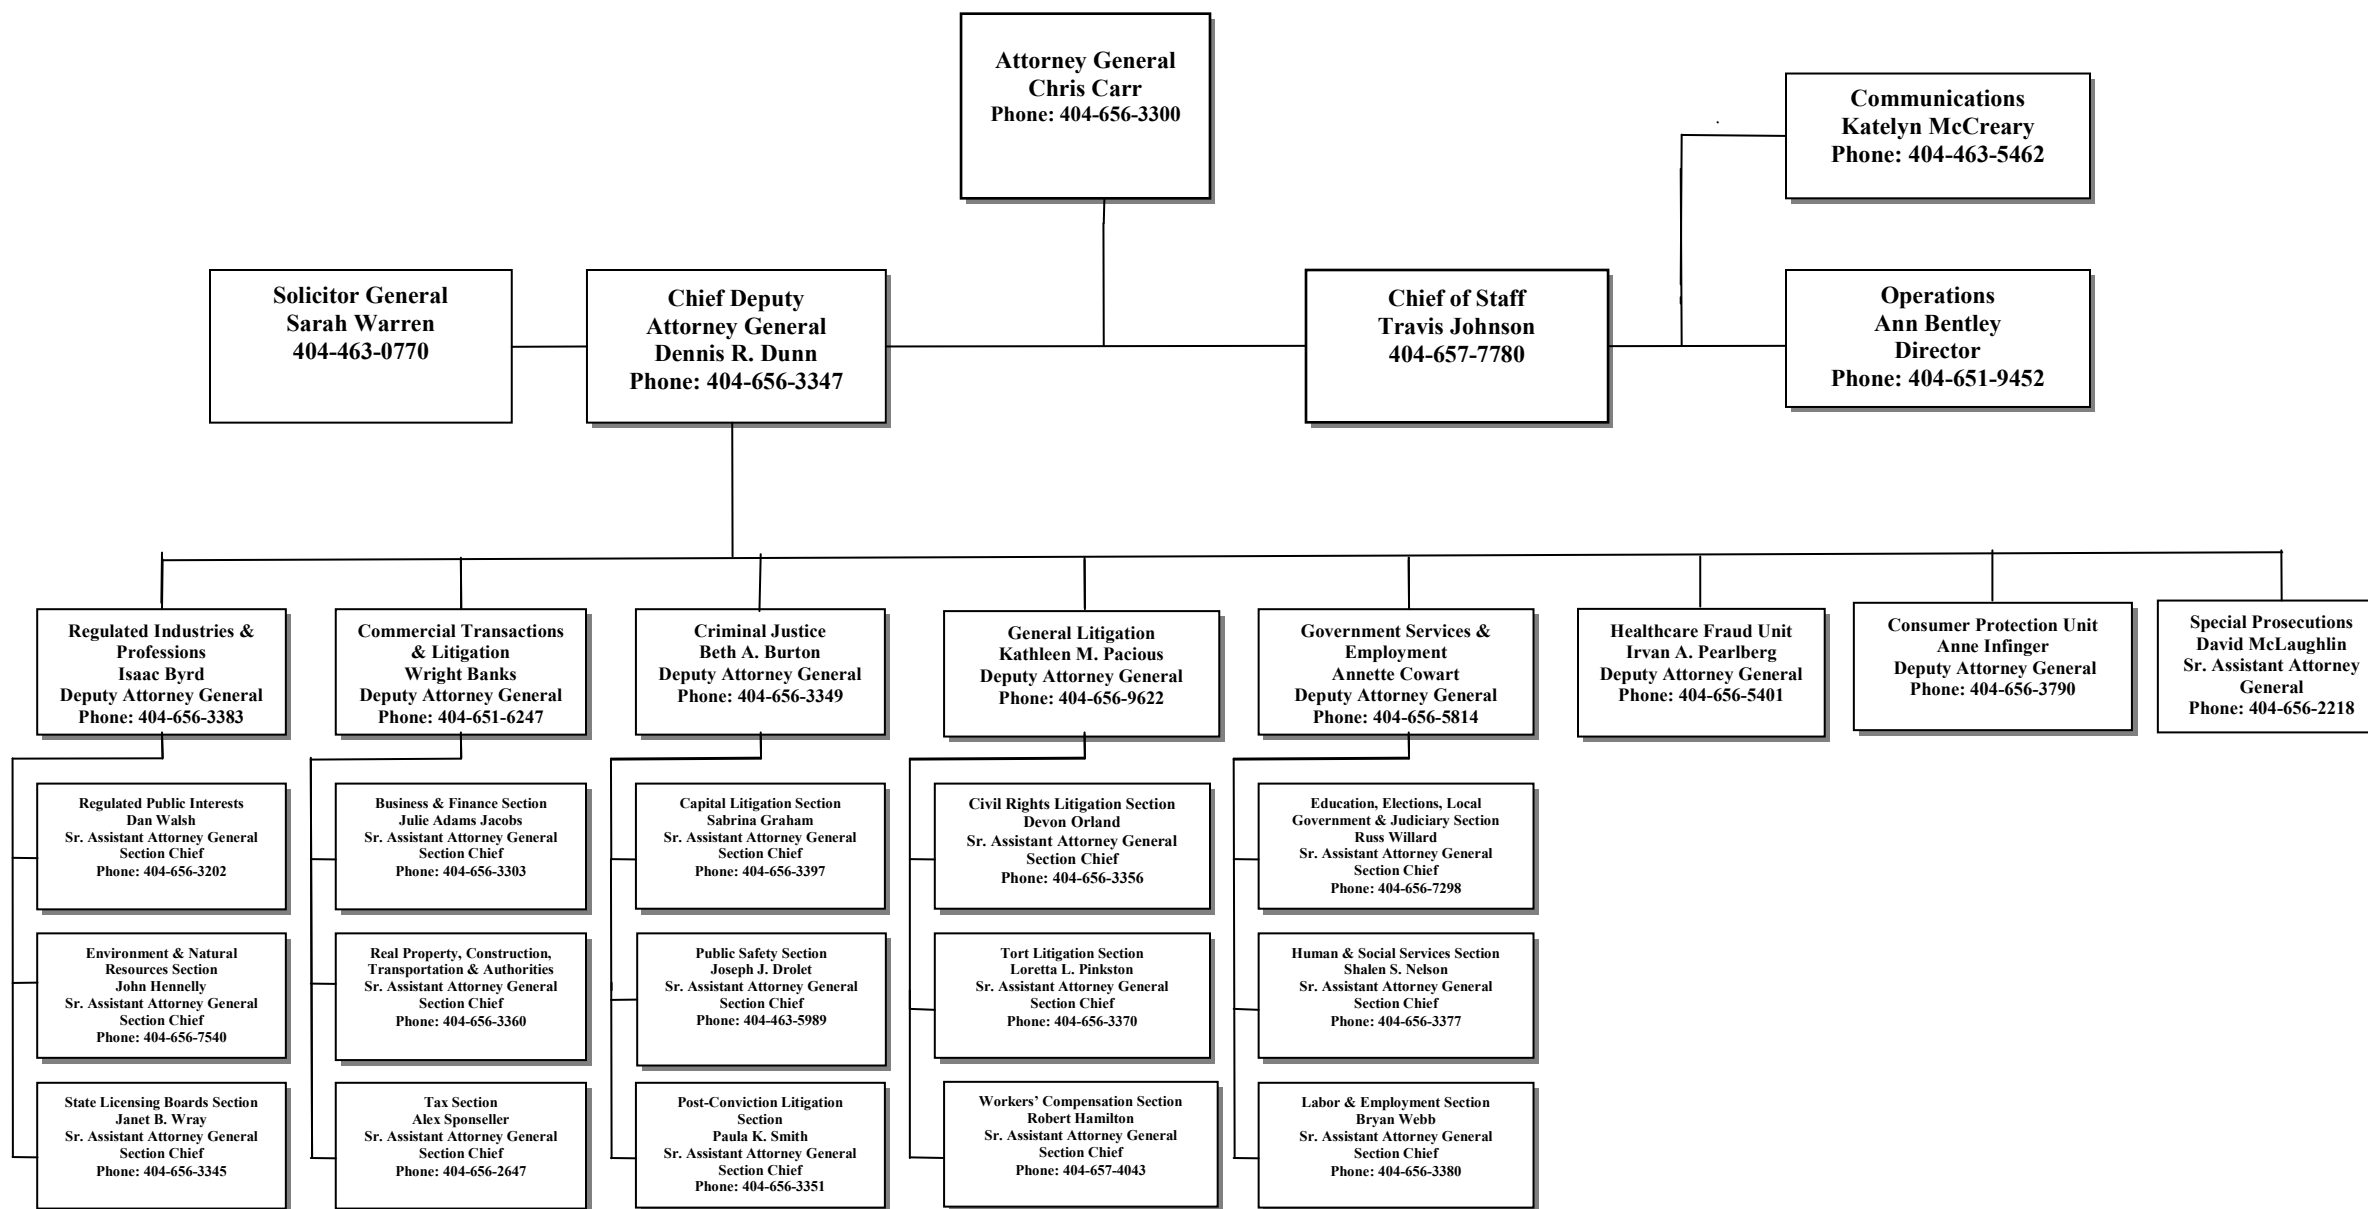 Attorney General
Chris Carr
Phone: 404-656-3300
Communications
Katelyn McCreary
Phone: 404-463-5462
Solicitor General
Sarah Warren
404-463-0770
Chief Deputy
Attorney General
Dennis R. Dunn
Phone: 404-656-3347
Chief of Staff
Travis Johnson
404-657-7780
Operations
Ann Bentley
Director
Phone: 404-651-9452
Regulated Industries &
Professions
Isaac Byrd
Deputy Attorney General
Phone: 404-656-3383
Commercial Transactions
& Litigation
Wright Banks
Deputy Attorney General
Phone: 404-651-6247
Criminal Justice
Beth A. Burton
Deputy Attorney General
Phone: 404-656-3349
General Litigation
Kathleen M. Pacious
Deputy Attorney General
Phone: 404-656-9622
Government Services &
Employment
Annette Cowart
Deputy Attorney General
Phone: 404-656-5814
Healthcare Fraud Unit
Irvan A. Pearlberg
Deputy Attorney General
Phone: 404-656-5401
Consumer Protection Unit
Anne Infinger
Deputy Attorney General
Phone: 404-656-3790
Special Prosecutions
David McLaughlin
Sr. Assistant Attorney
General
Phone: 404-656-2218
Regulated Public Interests
Dan Walsh
Sr. Assistant Attorney General
Section Chief
Phone: 404-656-3202
Business & Finance Section
Julie Adams Jacobs
Sr. Assistant Attorney General
Section Chief
Phone: 404-656-3303
Capital Litigation Section
Sabrina Graham
Sr. Assistant Attorney General
Section Chief
Phone: 404-656-3397
Civil Rights Litigation Section
Devon Orland
Sr. Assistant Attorney General
Section Chief
Phone: 404-656-3356
Education, Elections, Local
Government & Judiciary Section
Russ Willard
Sr. Assistant Attorney General
Section Chief
Phone: 404-656-7298
Environment & Natural
Resources Section
John Hennelly
Sr. Assistant Attorney General
Section Chief
Phone: 404-656-7540
Real Property, Construction,
Transportation & Authorities
Sr. Assistant Attorney General
Section Chief
Phone: 404-656-3360
Public Safety Section
Joseph J. Drolet
Sr. Assistant Attorney General
Section Chief
Phone: 404-463-5989
Tort Litigation Section
Loretta L. Pinkston
Sr. Assistant Attorney General
Section Chief
Phone: 404-656-3370
Human & Social Services Section
Shalen S. Nelson
Sr. Assistant Attorney General
Section Chief
Phone: 404-656-3377
State Licensing Boards Section
Janet B. Wray
Sr. Assistant Attorney General
Section Chief
Phone: 404-656-3345
Tax Section
Alex Sponseller
Sr. Assistant Attorney General
Section Chief
Phone: 404-656-2647
Post-Conviction Litigation
Section
Paula K. Smith
Sr. Assistant Attorney General
Section Chief
Phone: 404-656-3351
Workers’ Compensation Section
Robert Hamilton
Sr. Assistant Attorney General
Section Chief
Phone: 404-657-4043
Labor & Employment Section
Bryan Webb
Sr. Assistant Attorney General
Section Chief
Phone: 404-656-3380